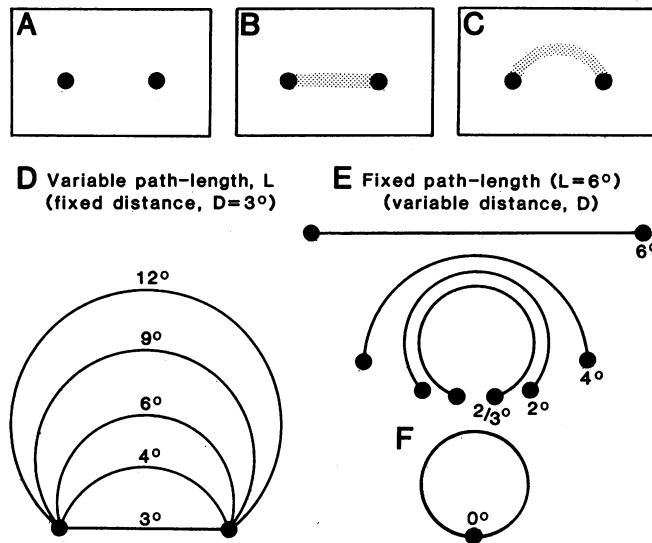 A
B
C
D Variable path-length, L
(fixed distance, D=3°)
E Fixed path-length (L=6°)
(variable distance, D)
6°
12°
9°
6°
4°
3°
4°
2/3°
2°
F
0°